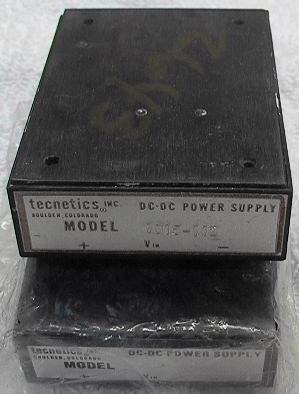 tecnetics, INC. DC-DC POWER SUPPLY
BOULDER, COLORADO
MODEL
+ VIN −
tecnetics, INC. DC-DC POWER SUPPLY
BOULDER, COLORADO
MODEL
+ VIN −